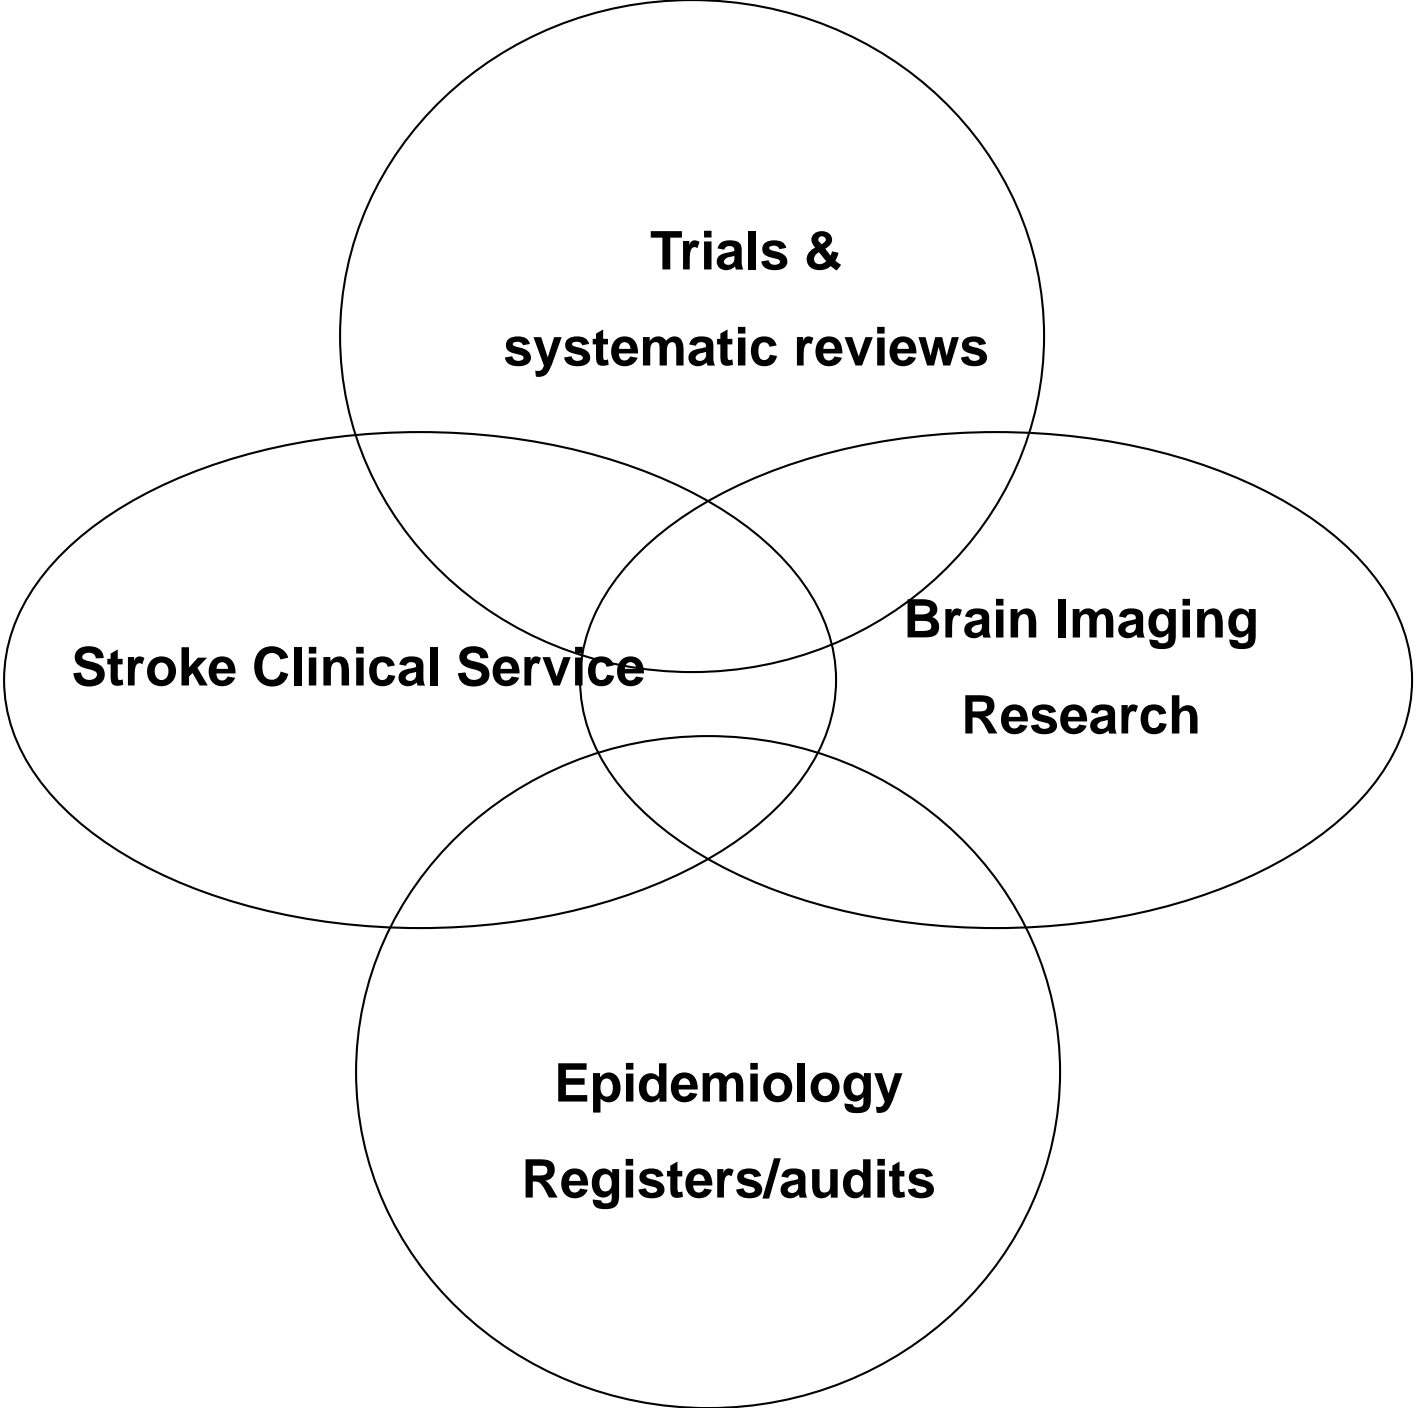 Trials &
systematic reviews
Stroke Clinical Service
Brain Imaging
Research
Epidemiology
Registers/audits